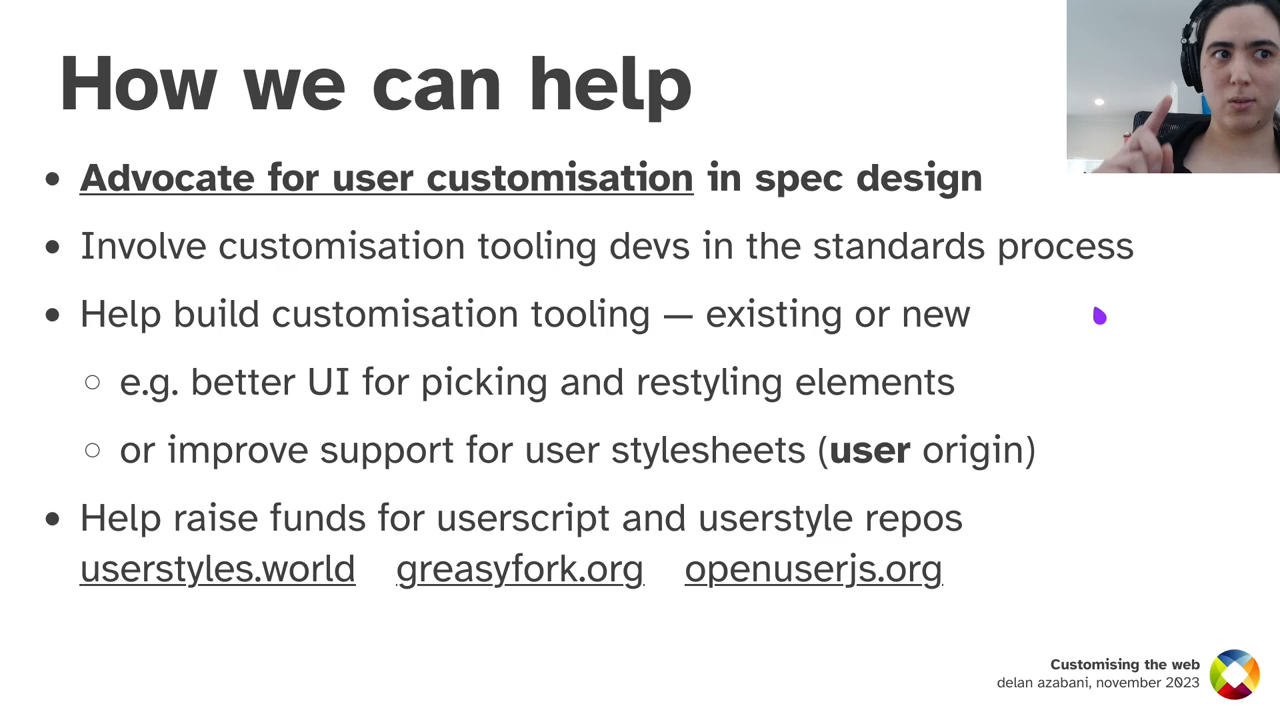 How we can help
Advocate for user customisation in spec design
Involve customisation tooling devs in the standards process
Help build customisation tooling — existing or new
e.g. better UI for picking and restyling elements
or improve support for user stylesheets (user origin)
Help raise funds for userscript and userstyle repos
userstyles.world greasyfork.org openuserjs.org
Customising the web
delan azabani, november 2023